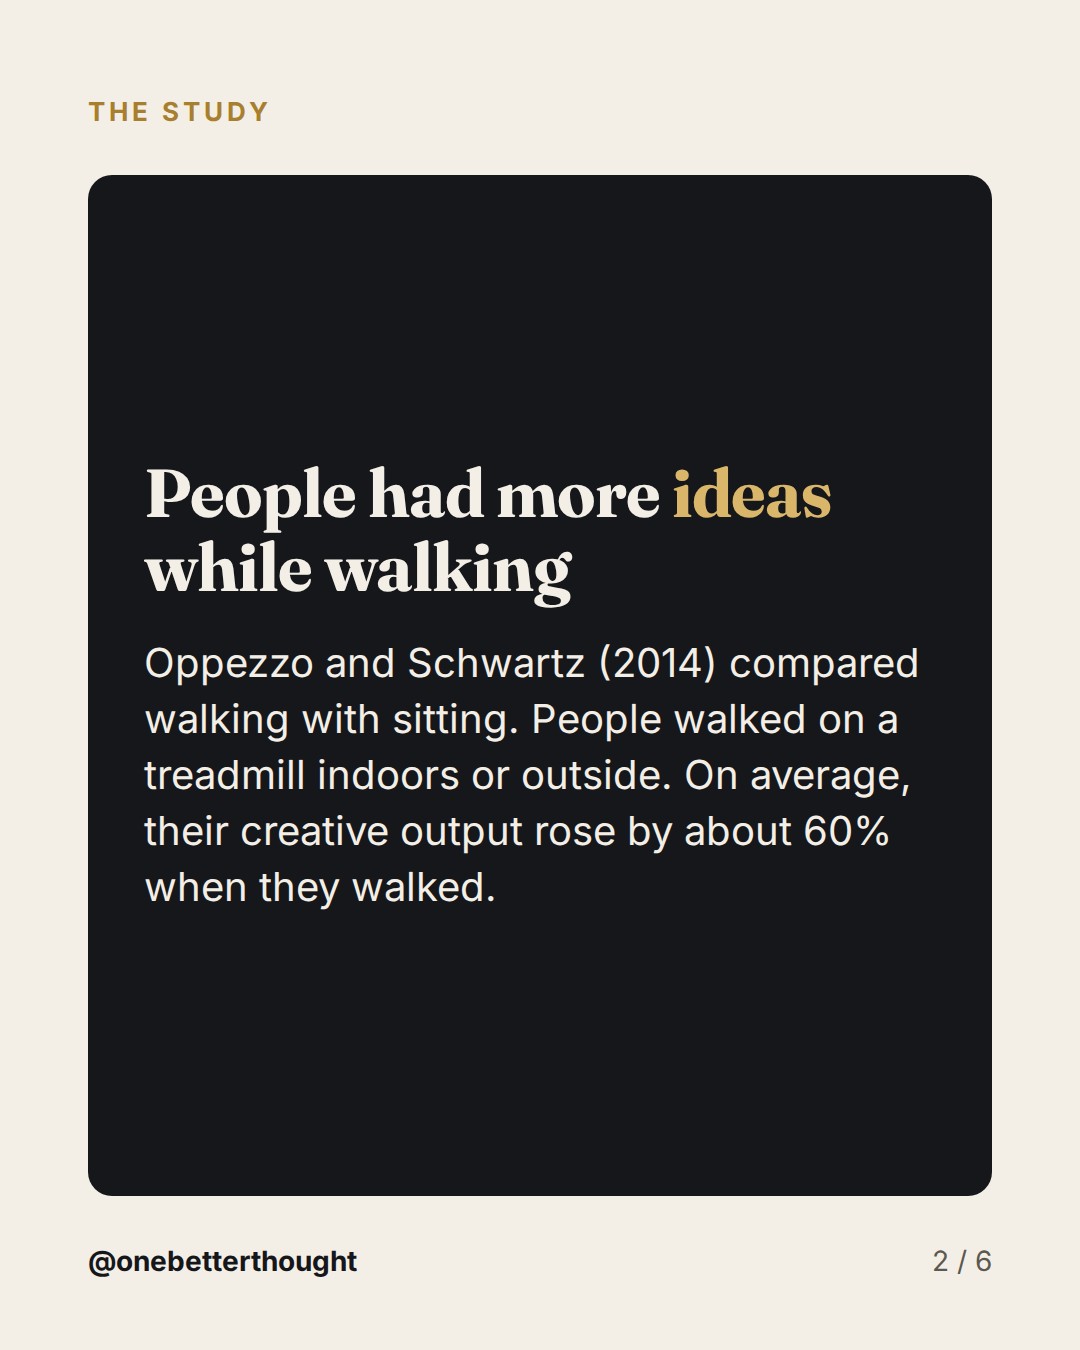 THE STUDY
People had more ideas
while walking
Oppezzo and Schwartz (2014) compared
walking with sitting. People walked on a
treadmill indoors or outside. On average,
their creative output rose by about 60%
when they walked.
@onebetterthought
2 / 6